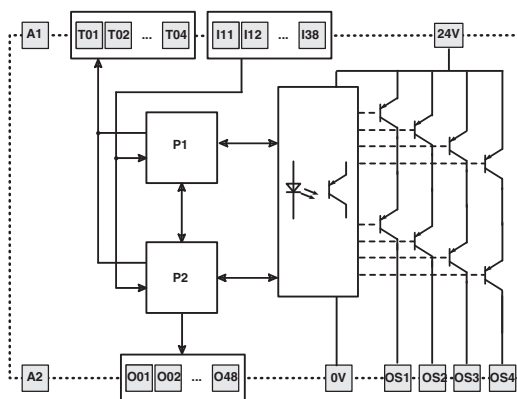 A1 T01 T02 ... T04 I11 I12 ... I38 24V
P1
P2
A2 O01 O02 ... O48 0V OS1 OS2 OS3 OS4